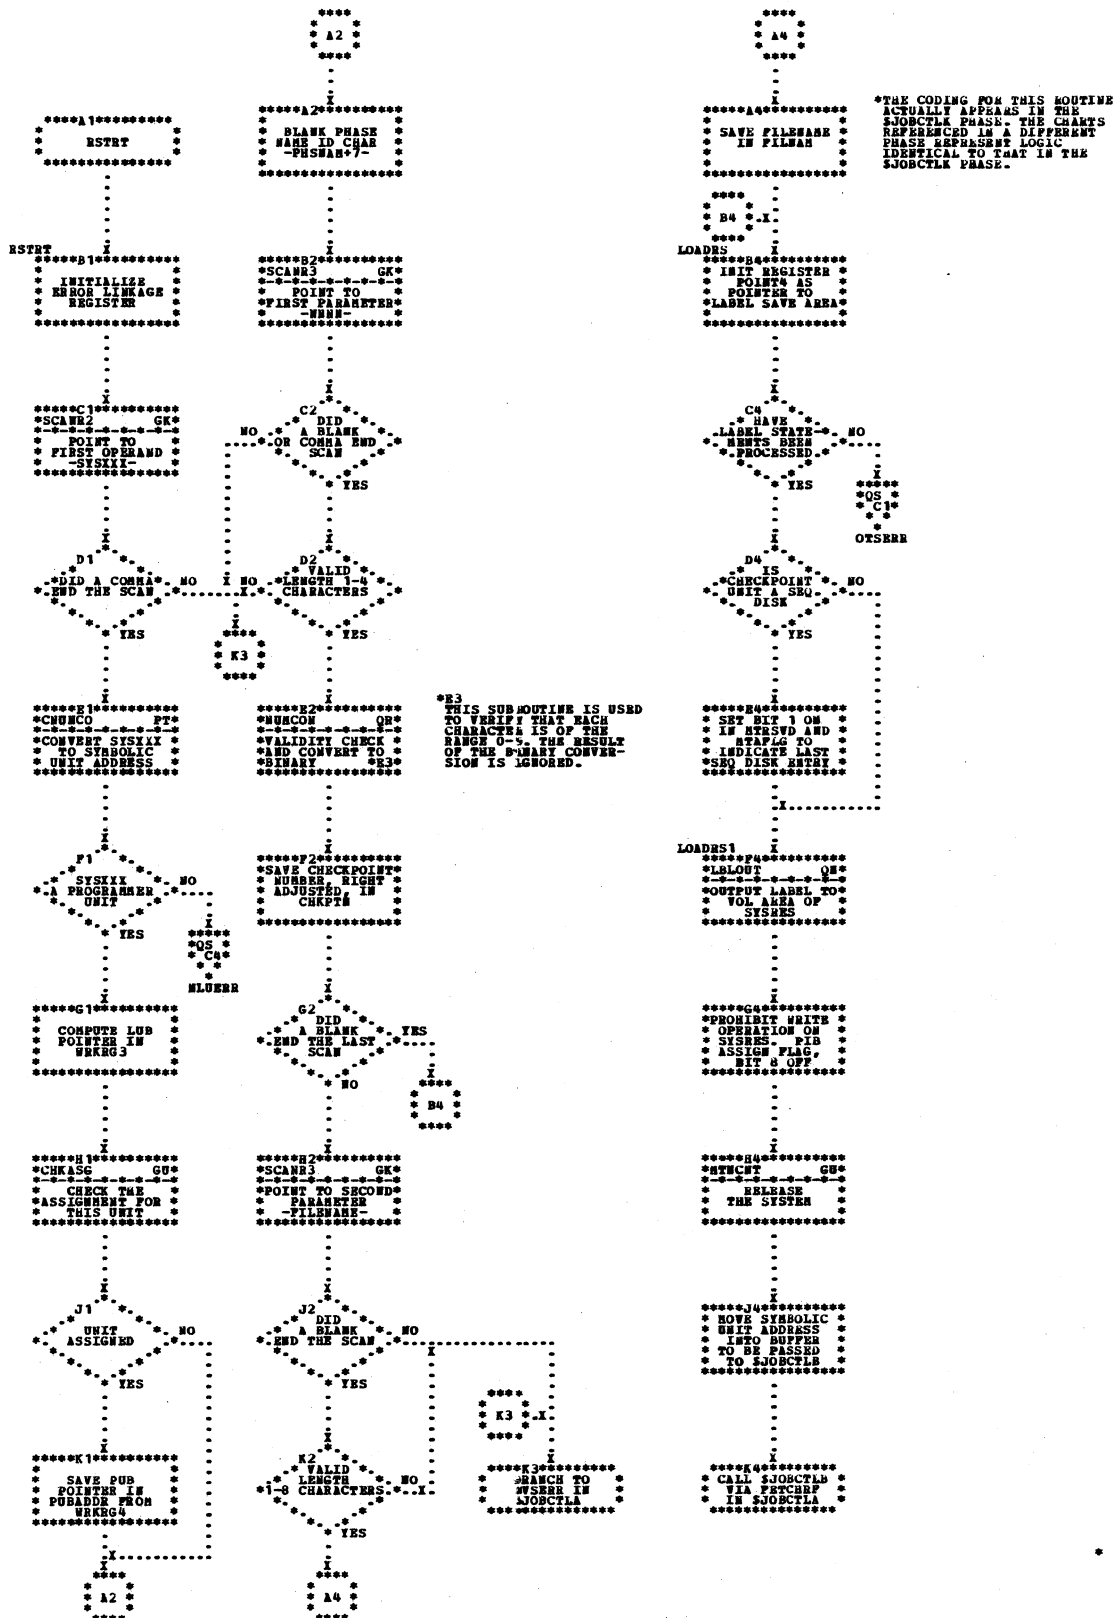 A2
A4
A1
RSTRT
A2
BLANK PHASE
NAME ID CHAR
-PHSNAM+7-
A4
SAVE FILENAME
IN FILNAM
*THE CODING FOR THIS ROUTINE
ACTUALLY APPEARS IN THE
$JOBCTLK PHASE. THE CHARTS
REFERENCED IN A DIFFERENT
PHASE REPRESENT LOGIC
IDENTICAL TO THAT IN THE
$JOBCTLK PHASE.
B4
RSTRT
B1
INITIALIZE
ERROR LINKAGE
REGISTER
B2
SCANR3 GK
POINT TO
FIRST PARAMETER
-NNNN-
LOADRS
B4
INIT REGISTER
POINT4 AS
POINTER TO
LABEL SAVE AREA
C1
SCANR2 GK
POINT TO
FIRST OPERAND
-SYSXXX-
C2
DID
A BLANK
OR COMMA END
SCAN
NO
YES
C4
HAVE
LABEL STATE-
MENTS BEEN
PROCESSED
NO
YES
QS
C1
OTSERR
D1
DID A COMMA
END THE SCAN
NO
YES
D2
VALID
LENGTH 1-4
CHARACTERS
NO
YES
K3
D4
IS
CHECKPOINT
UNIT A SEQ
DISK
NO
YES
E1
CNUMCO PT
CONVERT SYSXXX
TO SYMBOLIC
UNIT ADDRESS
E2
NUMCON QR
VALIDITY CHECK
AND CONVERT TO
BINARY *E3
*E3
THIS SUBROUTINE IS USED
TO VERIFY THAT EACH
CHARACTER IS OF THE
RANGE 0-9. THE RESULT
OF THE BINARY CONVER-
SION IS IGNORED.
E4
SET BIT 1 ON
IN MTRSVD AND
MTAFLG TO
INDICATE LAST
SEQ DISK ENTRY
F1
SYSXXX
A PROGRAMMER
UNIT
NO
YES
QS
C4
NLUERR
F2
SAVE CHECKPOINT
NUMBER, RIGHT
ADJUSTED, IN
CHKPTN
LOADRS1
F4
LBLOUT QN
OUTPUT LABEL TO
VOL AREA OF
SYSRES
G1
COMPUTE LUB
POINTER IN
WRKRG3
G2
DID
A BLANK
END THE LAST
SCAN
YES
NO
B4
G4
PROHIBIT WRITE
OPERATION ON
SYSRES. PIB
ASSIGN FLAG,
BIT 8 OFF
H1
CHKASG GU
CHECK THE
ASSIGNMENT FOR
THIS UNIT
H2
SCANR3 GK
POINT TO SECOND
PARAMETER
-FILENAME-
H4
MTNCNT GU
RELEASE
THE SYSTEM
J1
UNIT
ASSIGNED
NO
YES
J2
DID
A BLANK
END THE SCAN
NO
YES
J4
MOVE SYMBOLIC
UNIT ADDRESS
INTO BUFFER
TO BE PASSED
TO $JOBCTLB
K3
K1
SAVE PUB
POINTER IN
PUBADDR FROM
WRKRG4
K2
VALID
LENGTH
1-8 CHARACTERS
NO
YES
K3
BRANCH TO
NVSERR IN
$JOBCTLA
K4
CALL $JOBCTLB
VIA FETCHRF
IN $JOBCTLA
A2
A4